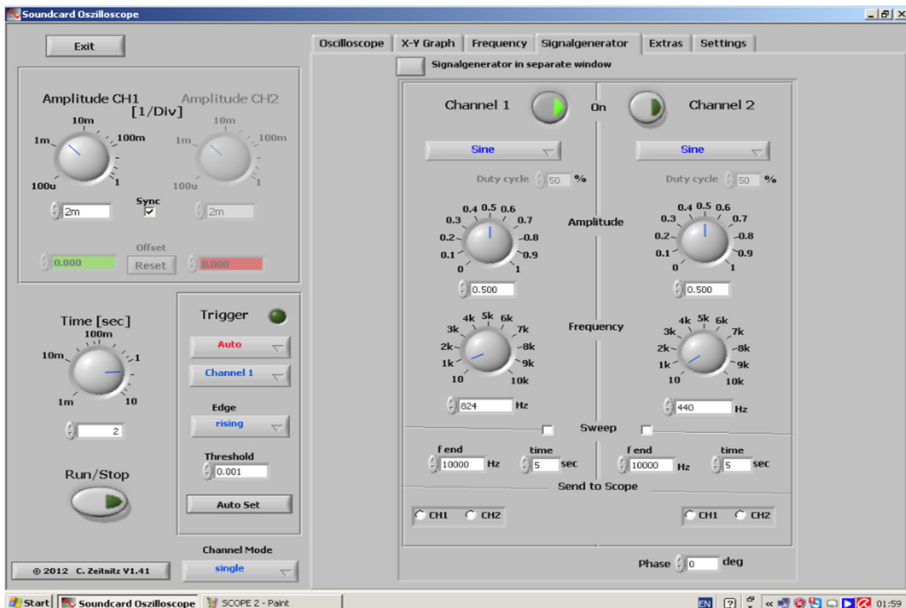 Soundcard Oszilloscope
Exit
Oscilloscope X-Y Graph Frequency Signalgenerator Extras Settings
Signalgenerator in separate window
Amplitude CH1 Amplitude CH2
[1/Div]
10m 10m
1m 100m 1m 100m
100u 1 100u 1
Sync
2m 2m
Offset
0.000 Reset 0.000
Time [sec]
100m
10m 1
1m 10
2
Run/Stop
Trigger
Auto
Channel 1
Edge
rising
Threshold
0.001
Auto Set
Channel Mode
single
© 2012 C. Zeitnitz V1.41
Channel 1 On Channel 2
Sine Sine
Duty cycle 50 % Duty cycle 50 %
Amplitude
0.4 0.5 0.6 0.4 0.5 0.6
0.3 0.7 0.3 0.7
0.2 0.8 0.2 0.8
0.1 0.9 0.1 0.9
0 1 0 1
0.500 0.500
Frequency
4k 5k 6k 4k 5k 6k
3k 7k 3k 7k
2k 8k 2k 8k
1k 9k 1k 9k
10 10k 10 10k
824 Hz 440 Hz
Sweep
f end time f end time
10000 Hz 5 sec 10000 Hz 5 sec
Send to Scope
CH1 CH2 CH1 CH2
Phase 0 deg
Start Soundcard Oszilloscope SCOPE 2 - Paint EN 01:59